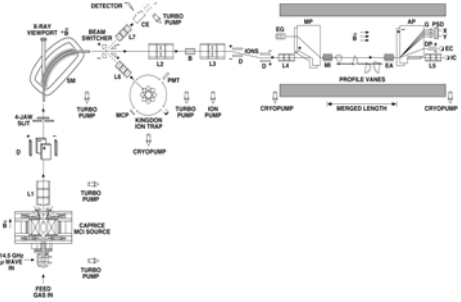 DETECTOR
CE
TURBO
PUMP
X-RAY
VIEWPORT
B
BEAM
SWITCHER
L7
SM
L6
L2
B
L3
D
IONS
D
EG
MP
L4
MI
B
EA
AP
G
PSD
X
Y
DP
EC
IC
L5
PROFILE VANES
PMT
MCP
KINGDON
ION TRAP
CRYOPUMP
TURBO
PUMP
TURBO
PUMP
ION
PUMP
CRYOPUMP
MERGED LENGTH
CRYOPUMP
4-JAW
SLIT
D
L1
TURBO
PUMP
B
CAPRICE
MCI SOURCE
14.5 GHz
μ WAVE
IN
TURBO
PUMP
FEED
GAS IN